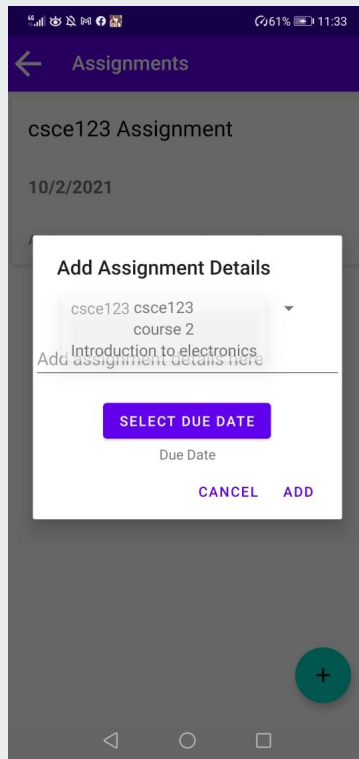 61% 11:33
Assignments
csce123 Assignment
10/2/2021
A
Add Assignment Details
csce123 csce123
course 2
Introduction to electronics
Add assignment details here
SELECT DUE DATE
Due Date
CANCEL ADD
+